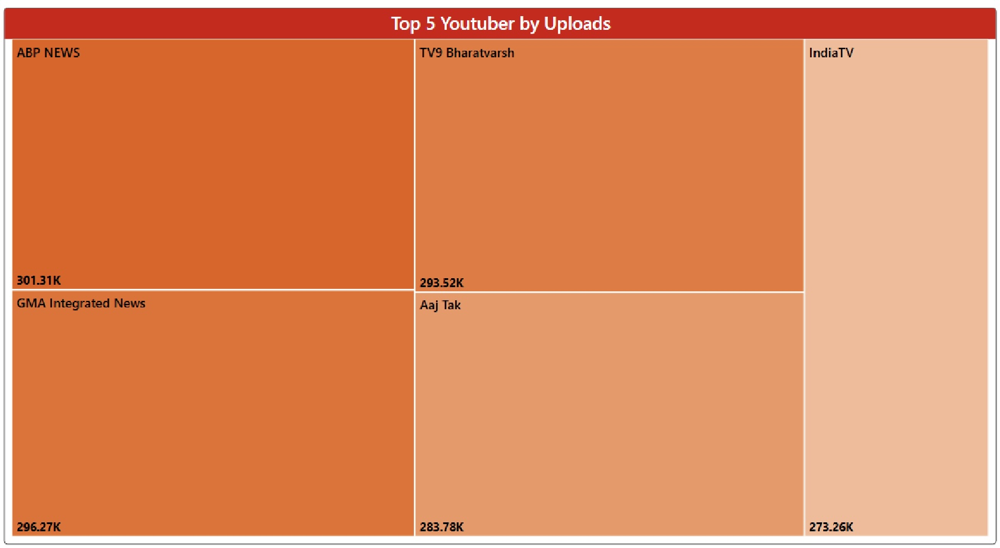 Top 5 Youtuber by Uploads
ABP NEWS
301.31K
GMA Integrated News
296.27K
TV9 Bharatvarsh
293.52K
Aaj Tak
283.78K
IndiaTV
273.26K